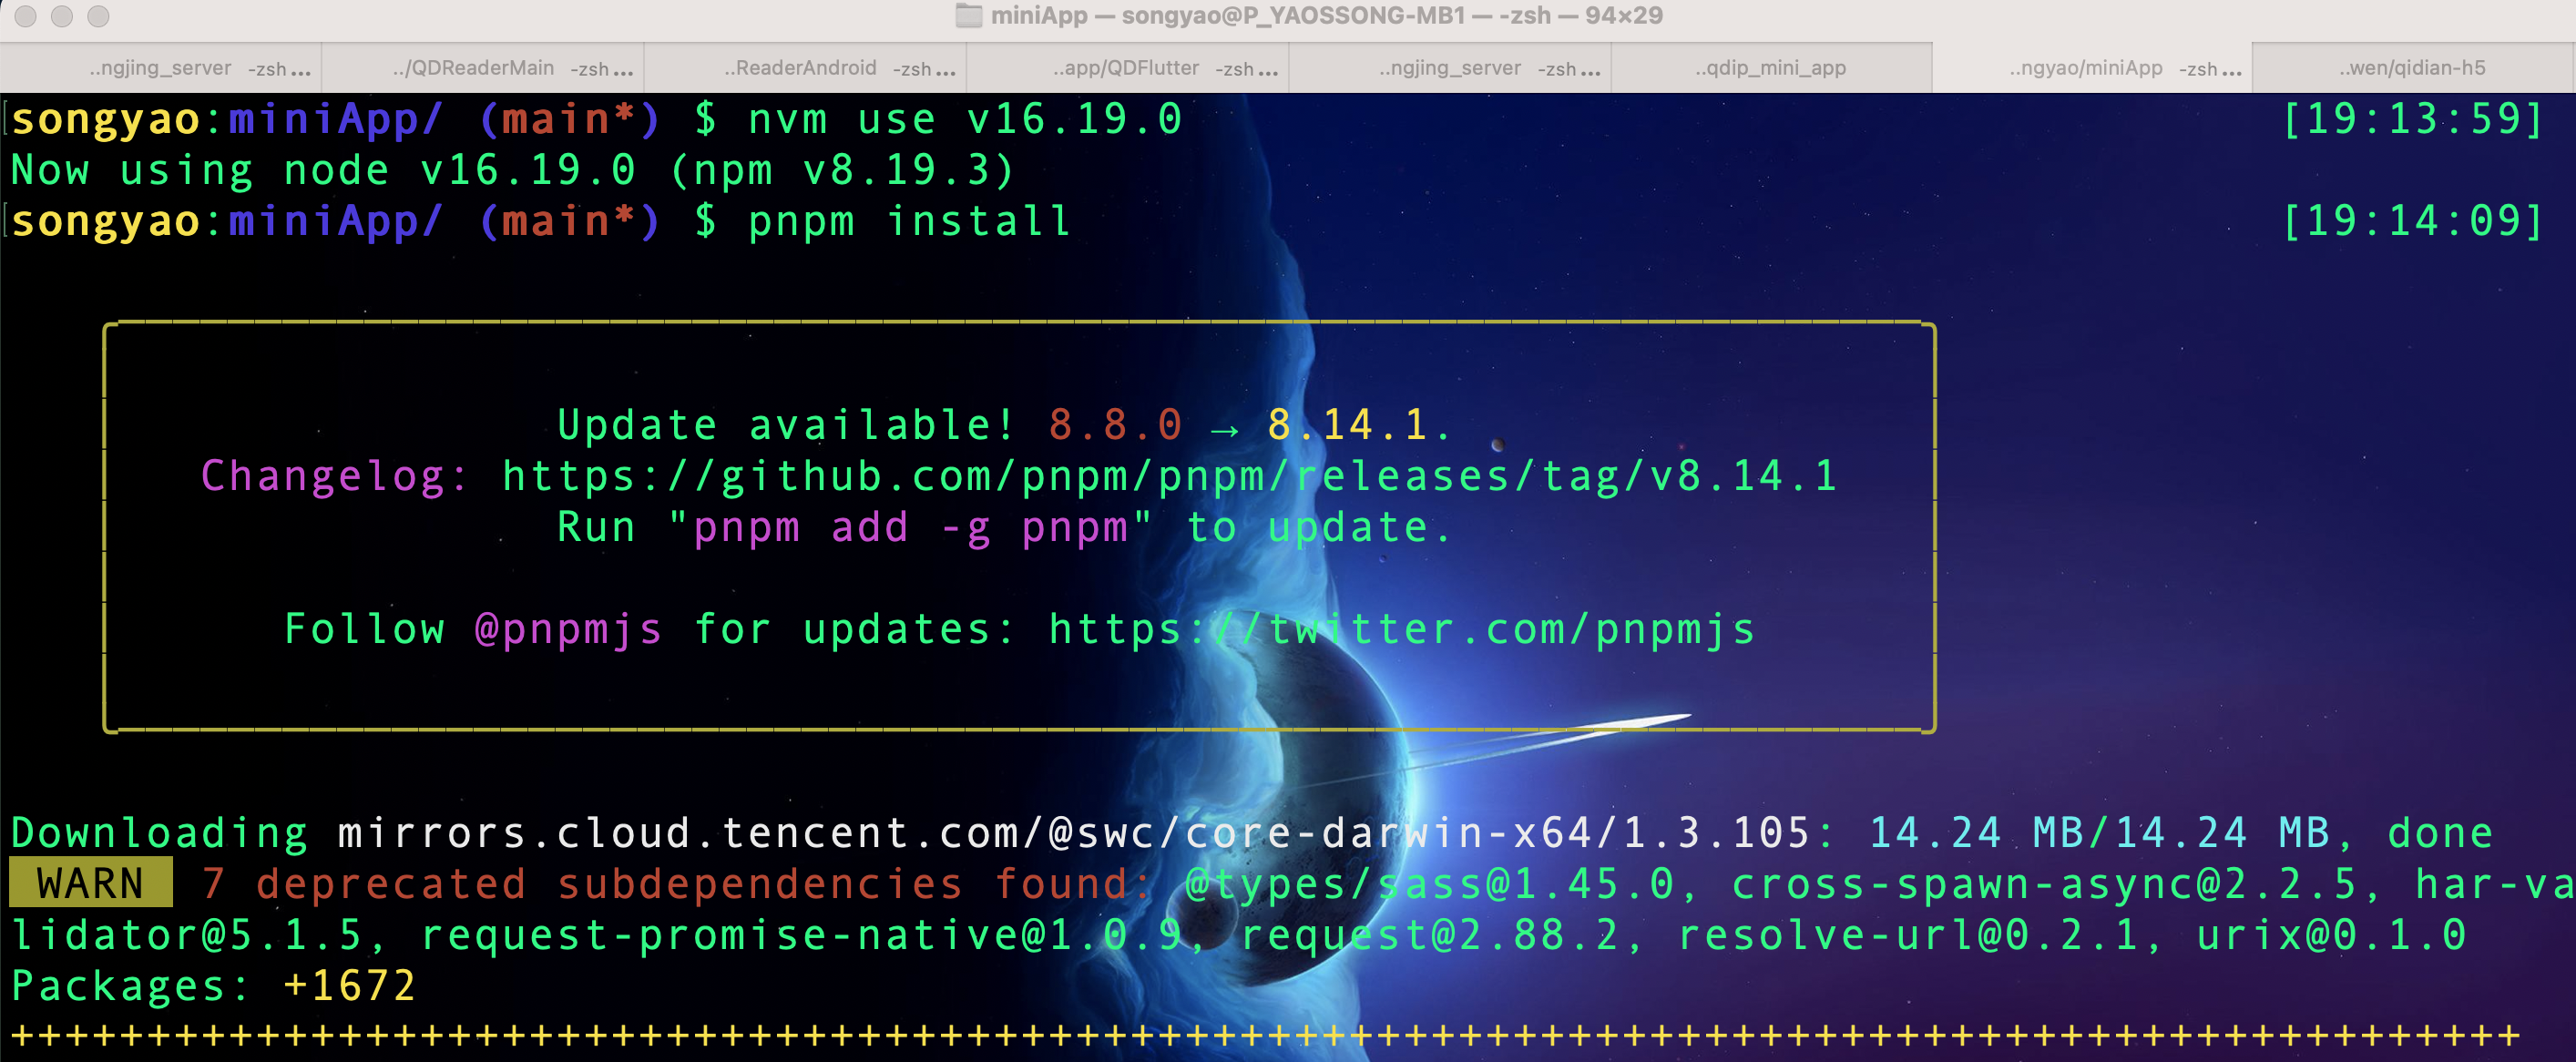 miniApp — songyao@P_YAOSSONG-MB1 — -zsh — 94×29
..ngjing_server -zsh ... ../QDReaderMain -zsh ... ..ReaderAndroid -zsh ... ..app/QDFlutter -zsh ... ..ngjing_server -zsh ... ..qdip_mini_app ..ngyao/miniApp -zsh ... ..wen/qidian-h5
[songyao:miniApp/ (main*) $ nvm use v16.19.0 [19:13:59]
Now using node v16.19.0 (npm v8.19.3)
[songyao:miniApp/ (main*) $ pnpm install [19:14:09]
Update available! 8.8.0 → 8.14.1.
Changelog: https://github.com/pnpm/pnpm/releases/tag/v8.14.1
Run "pnpm add -g pnpm" to update.
Follow @pnpmjs for updates: https://twitter.com/pnpmjs
Downloading mirrors.cloud.tencent.com/@swc/core-darwin-x64/1.3.105: 14.24 MB/14.24 MB, done
WARN 7 deprecated subdependencies found: @types/sass@1.45.0, cross-spawn-async@2.2.5, har-va
lidator@5.1.5, request-promise-native@1.0.9, request@2.88.2, resolve-url@0.2.1, urix@0.1.0
Packages: +1672
++++++++++++++++++++++++++++++++++++++++++++++++++++++++++++++++++++++++++++++++++++++++++++